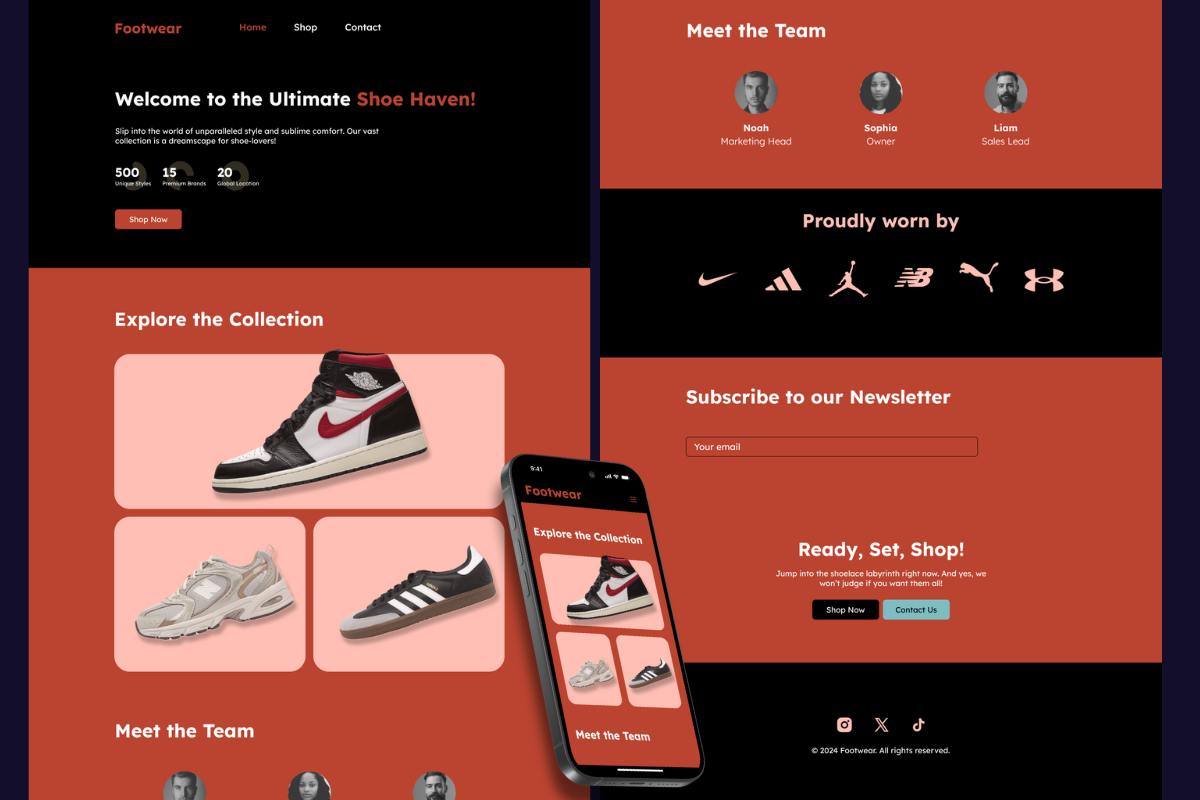 Footwear
Home Shop Contact
Welcome to the Ultimate Shoe Haven!
Slip into the world of unparalleled style and sublime comfort. Our vast
collection is a dreamscape for shoe-lovers!
500 15 20
Unique Styles Premium Brands Global Location
Shop Now
Explore the Collection
Meet the Team
9:41
Footwear
Explore the Collection
Meet the Team
Meet the Team
Noah Sophia Liam
Marketing Head Owner Sales Lead
Proudly worn by
Subscribe to our Newsletter
Your email
Ready, Set, Shop!
Jump into the shoelace labyrinth right now. And yes, we
won't judge if you want them all!
Shop Now Contact Us
© 2024 Footwear. All rights reserved.